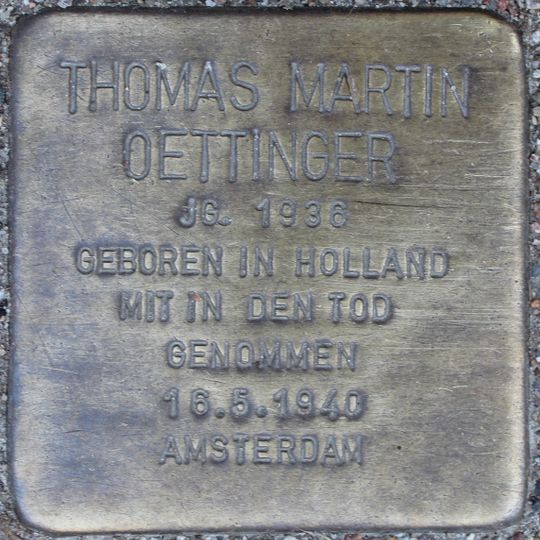 THOMAS MARTIN
OETTINGER
JG. 1936
GEBOREN IN HOLLAND
MIT IN DEN TOD
GENOMMEN
16.5.1940
AMSTERDAM